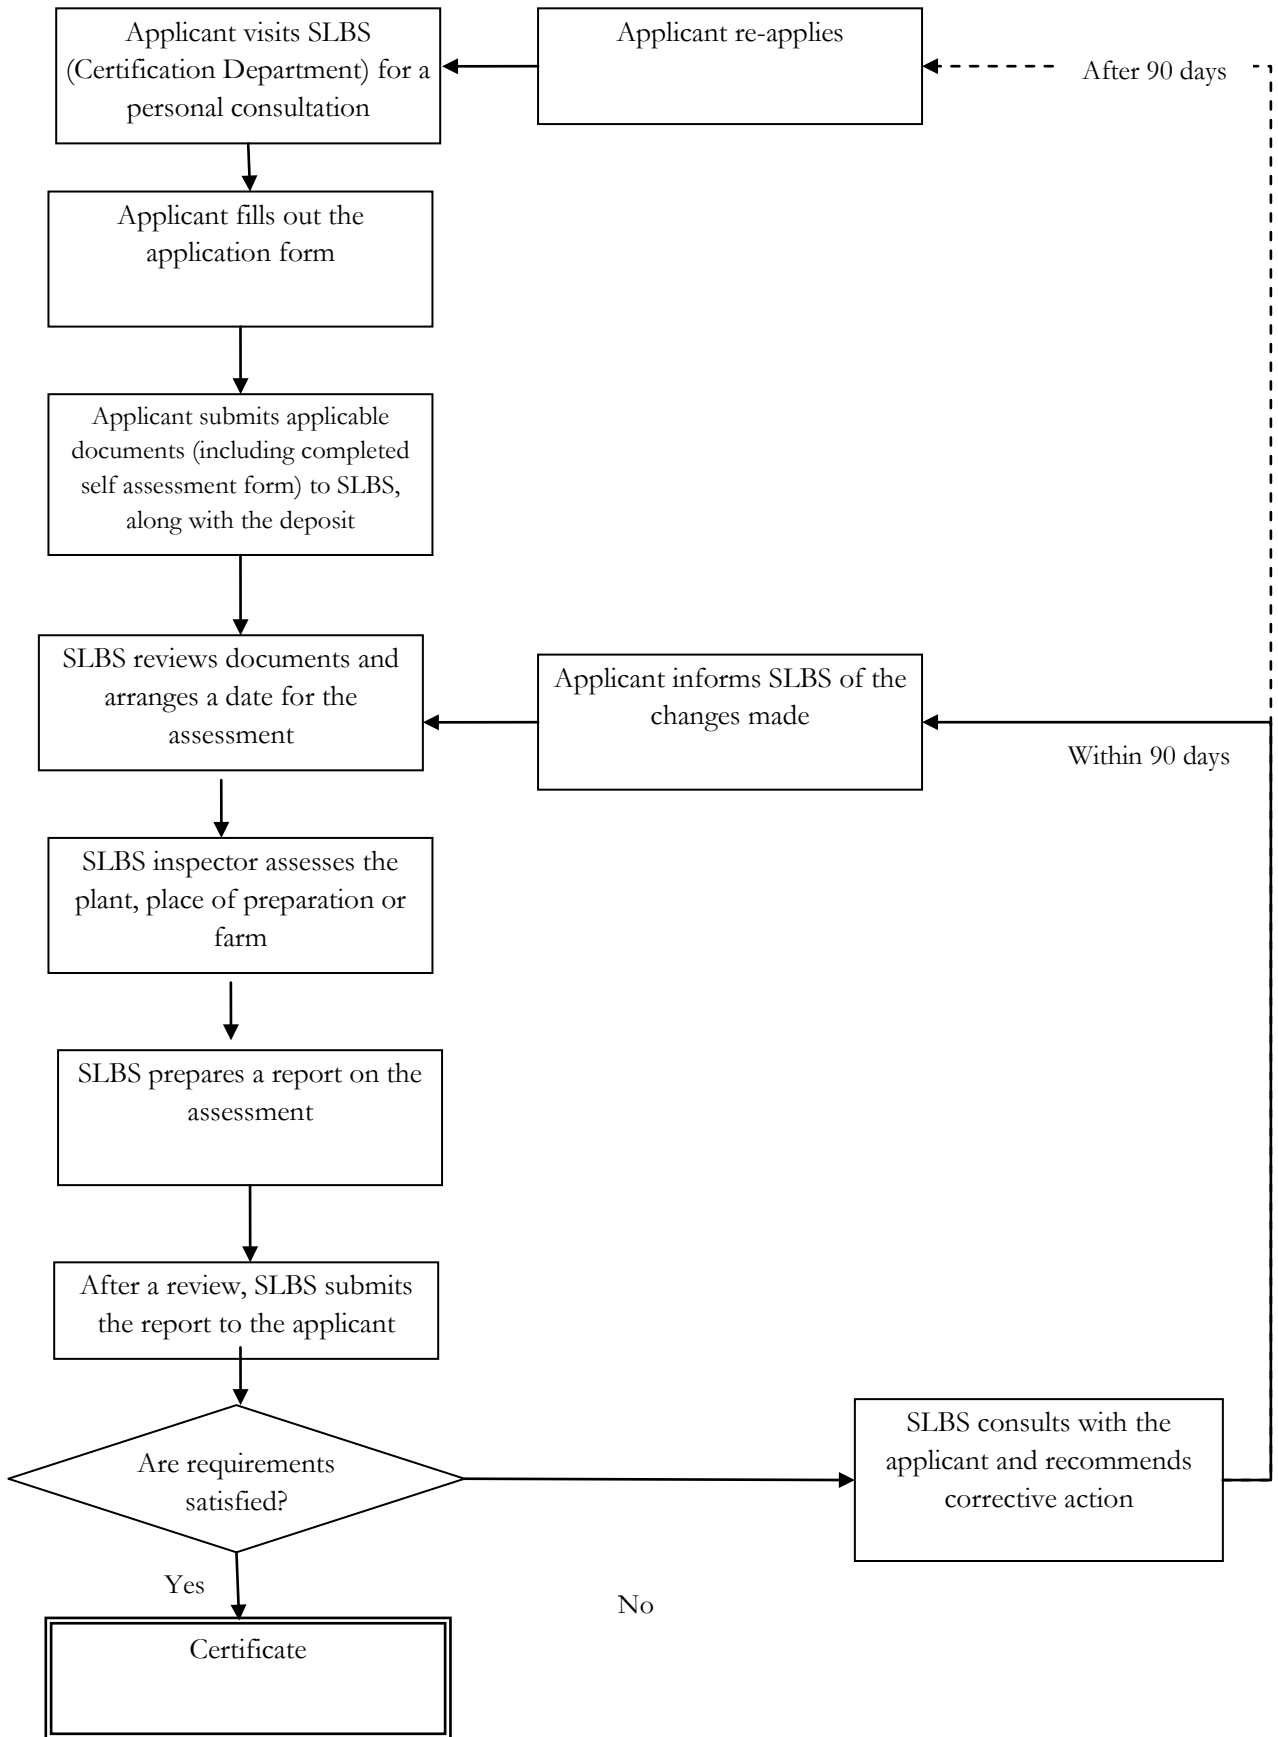 Applicant visits SLBS
(Certification Department) for a
personal consultation
Applicant re-applies
After 90 days
Applicant fills out the
application form
Applicant submits applicable
documents (including completed
self assessment form) to SLBS,
along with the deposit
SLBS reviews documents and
arranges a date for the
assessment
Applicant informs SLBS of the
changes made
Within 90 days
SLBS inspector assesses the
plant, place of preparation or
farm
SLBS prepares a report on the
assessment
After a review, SLBS submits
the report to the applicant
Are requirements
satisfied?
SLBS consults with the
applicant and recommends
corrective action
Yes
No
Certificate